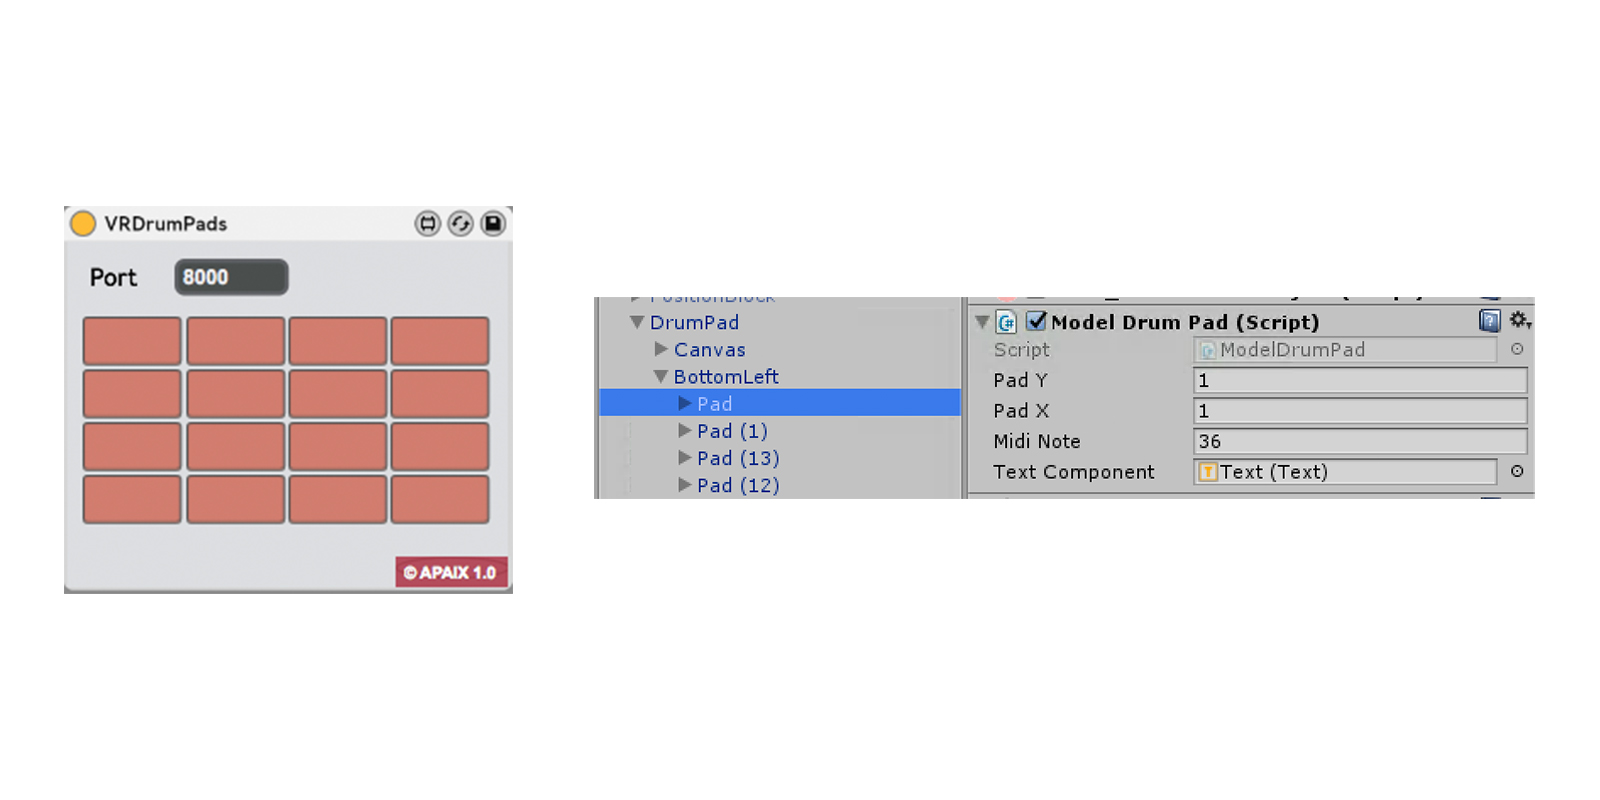 VRDrumPads
Port 8000
© APAIX 1.0
PositionBlock
DrumPad
Canvas
BottomLeft
Pad
Pad (1)
Pad (13)
Pad (12)
Model Drum Pad (Script)
Script ModelDrumPad
Pad Y 1
Pad X 1
Midi Note 36
Text Component Text (Text)